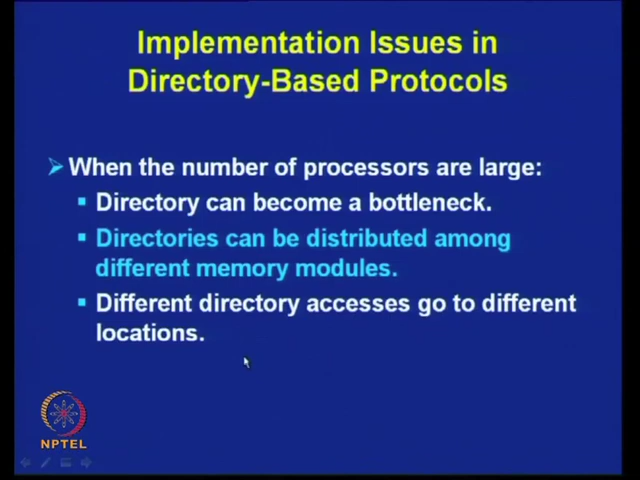 Implementation Issues in
Directory-Based Protocols
When the number of processors are large:
Directory can become a bottleneck.
Directories can be distributed among
different memory modules.
Different directory accesses go to different
locations.
NPTEL